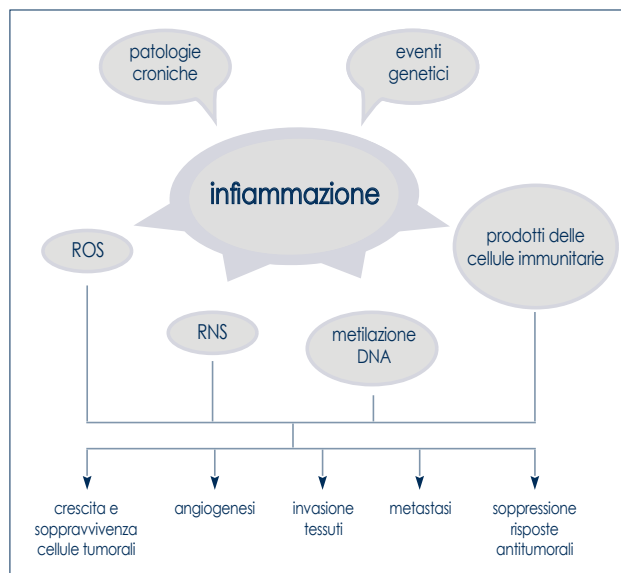 patologie
croniche
eventi
genetici
infiammazione
ROS
prodotti delle
cellule immunitarie
RNS
metilazione
DNA
crescita e
sopravvivenza
cellule tumorali
angiogenesi
invasione
tessuti
metastasi
soppressione
risposte
antitumorali